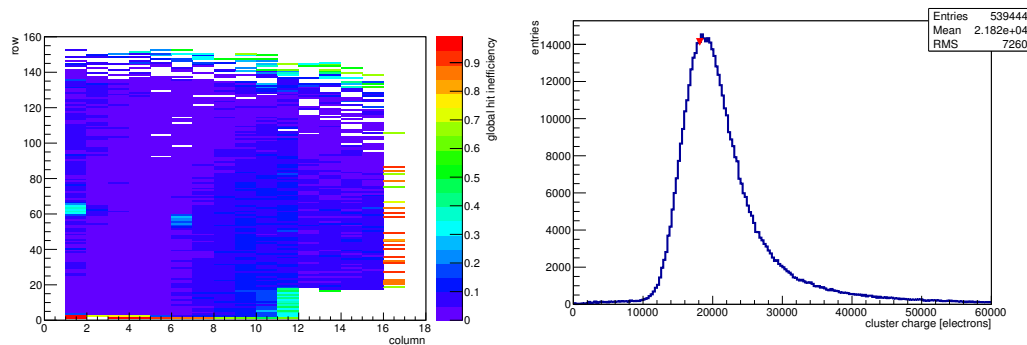 row
160
140
120
100
80
60
40
20
0
0 2 4 6 8 10 12 14 16 18
column
0.9
0.8
0.7
0.6
0.5
0.4
0.3
0.2
0.1
0
global hit inefficiency
entries
14000
12000
10000
8000
6000
4000
2000
0
0 10000 20000 30000 40000 50000 60000
cluster charge [electrons]
Entries 539444
Mean 2.182e+04
RMS 7260